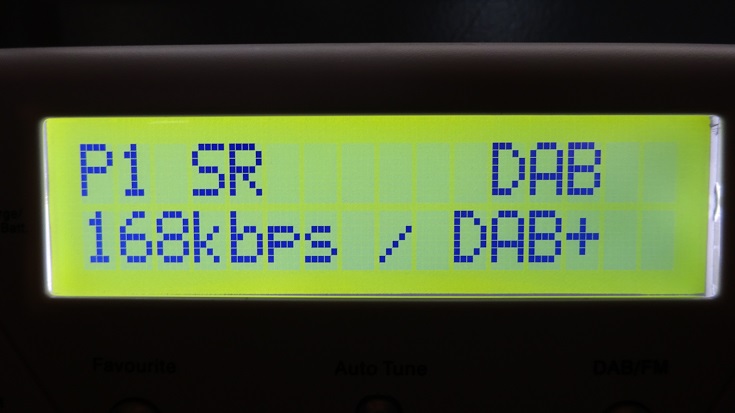 P1 SR DAB
168kbps / DAB+
Favourite Auto Tune DAB/FM